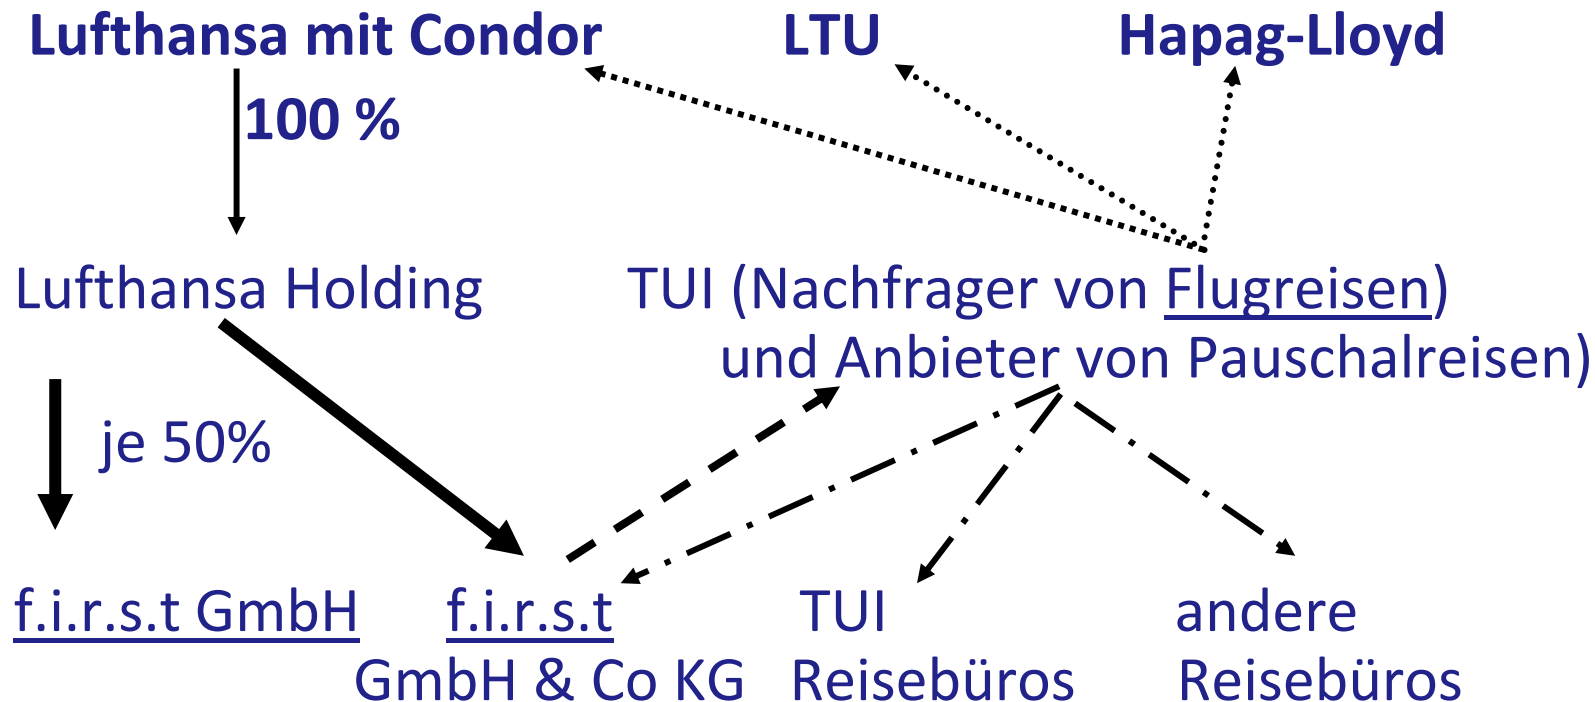 Lufthansa mit Condor LTU Hapag-Lloyd
100 %
Lufthansa Holding TUI (Nachfrager von Flugreisen)
und Anbieter von Pauschalreisen)
je 50%
f.i.r.s.t GmbH f.i.r.s.t TUI andere
GmbH & Co KG Reisebüros Reisebüros